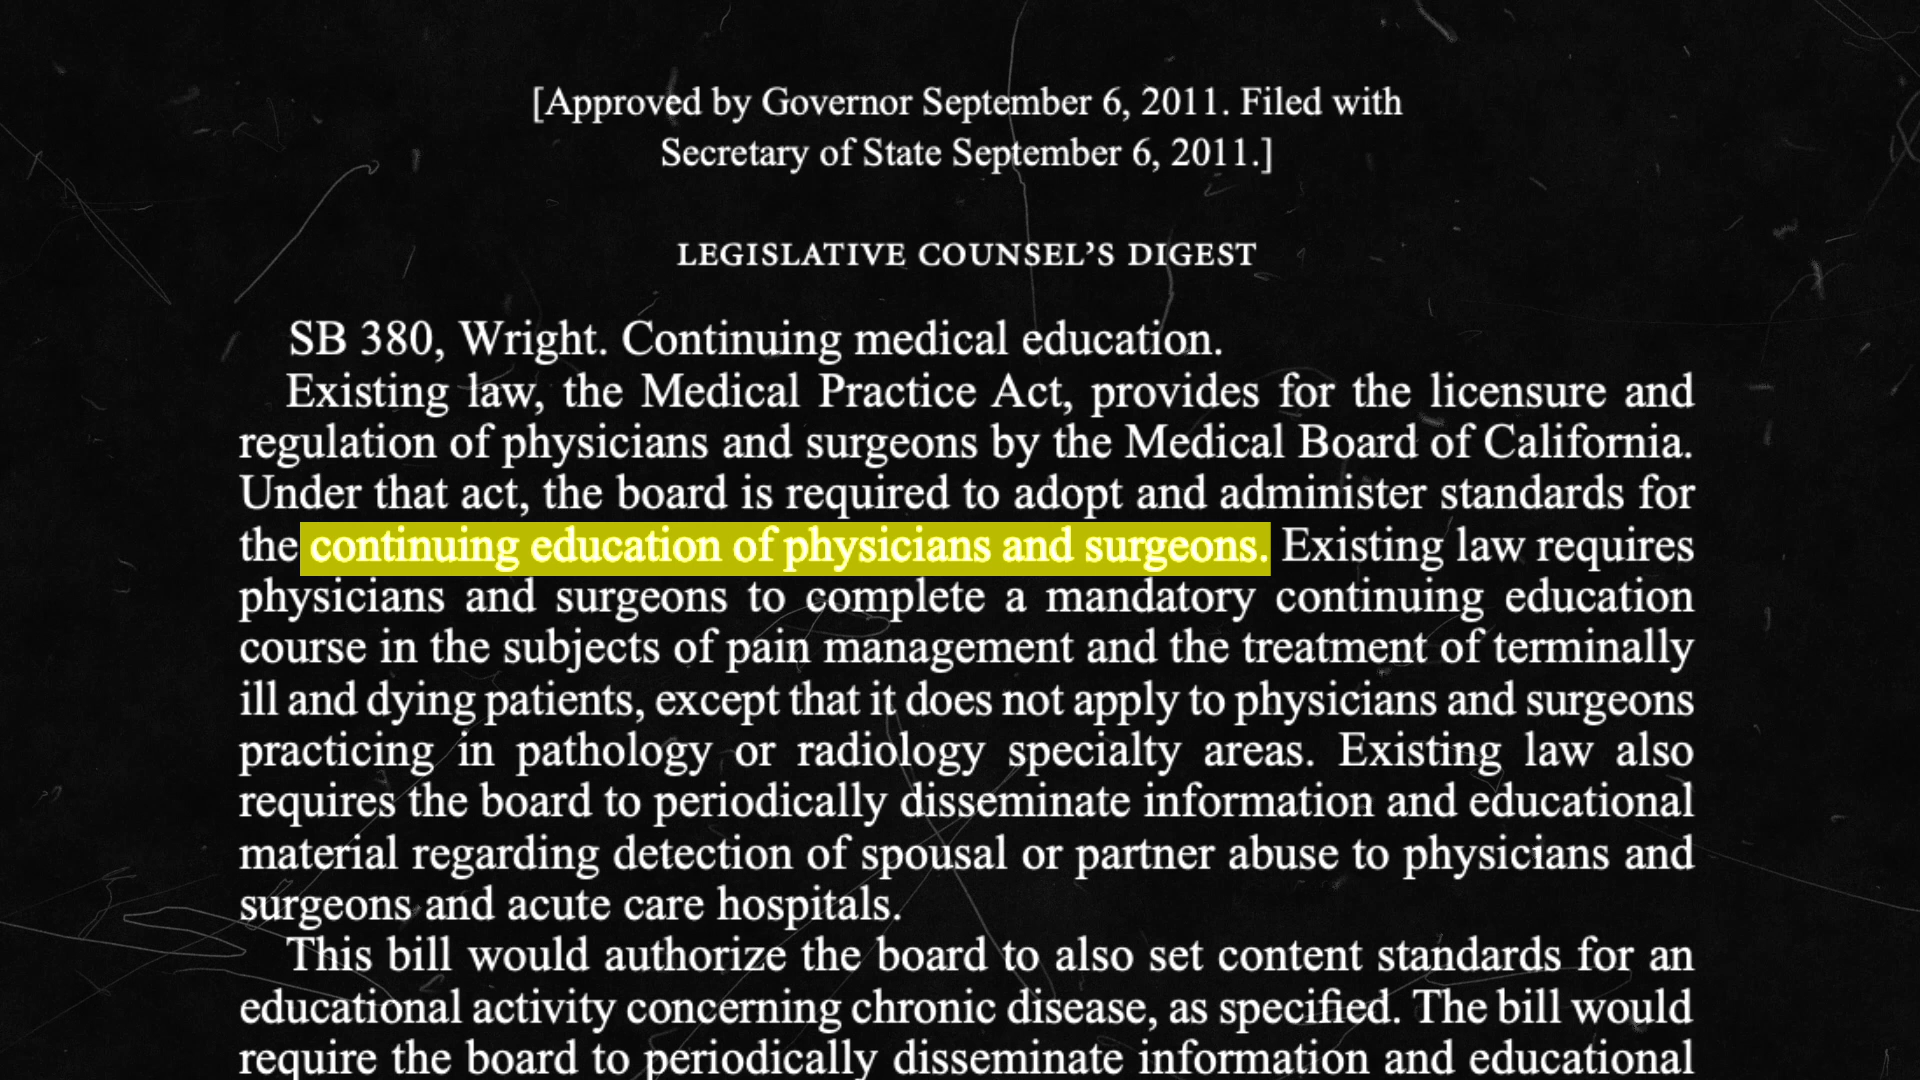 [Approved by Governor September 6, 2011. Filed with
Secretary of State September 6, 2011.]
LEGISLATIVE COUNSEL’S DIGEST
SB 380, Wright. Continuing medical education.
Existing law, the Medical Practice Act, provides for the licensure and
regulation of physicians and surgeons by the Medical Board of California.
Under that act, the board is required to adopt and administer standards for
the continuing education of physicians and surgeons. Existing law requires
physicians and surgeons to complete a mandatory continuing education
course in the subjects of pain management and the treatment of terminally
ill and dying patients, except that it does not apply to physicians and surgeons
practicing in pathology or radiology specialty areas. Existing law also
requires the board to periodically disseminate information and educational
material regarding detection of spousal or partner abuse to physicians and
surgeons and acute care hospitals.
This bill would authorize the board to also set content standards for an
educational activity concerning chronic disease, as specified. The bill would
require the board to periodically disseminate information and educational